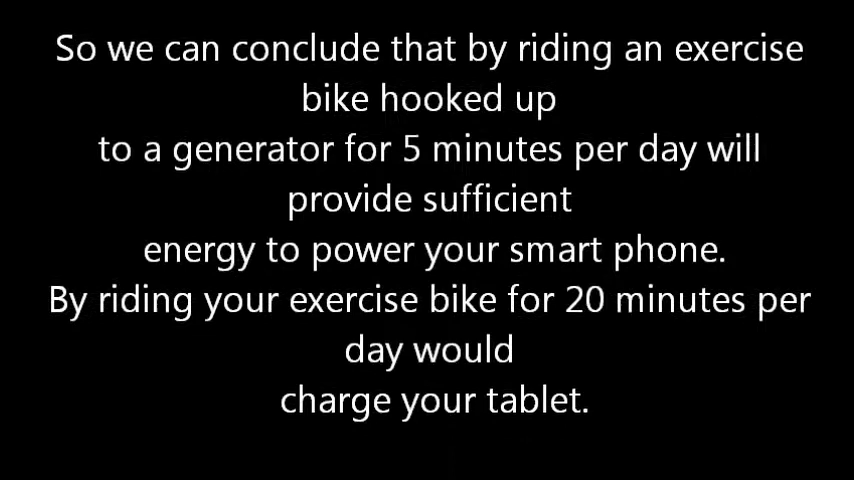 So we can conclude that by riding an exercise
bike hooked up
to a generator for 5 minutes per day will
provide sufficient
energy to power your smart phone.
By riding your exercise bike for 20 minutes per
day would
charge your tablet.